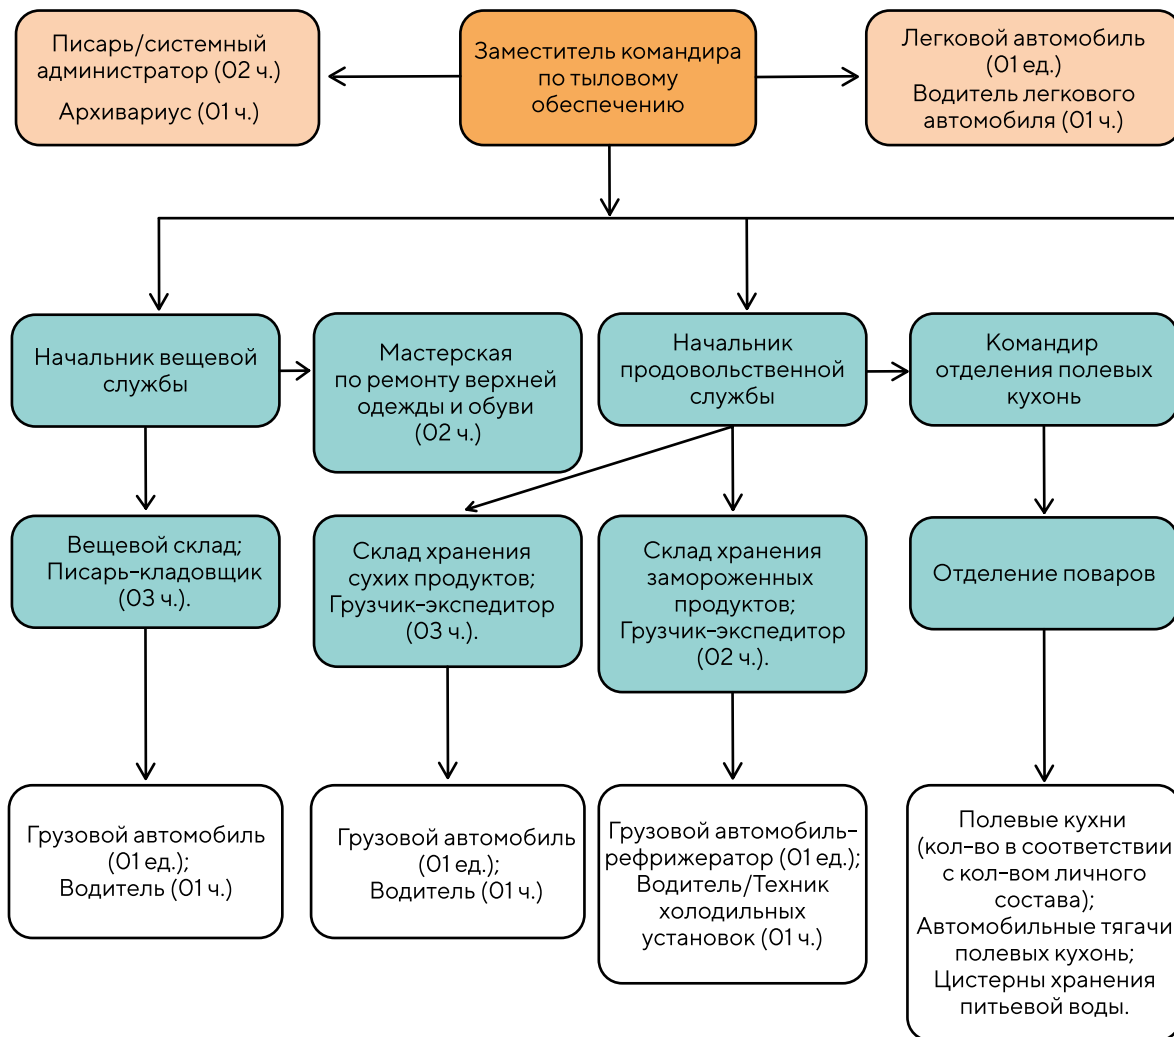 Писарь/системный
администратор (02 ч.)
Архивариус (01 ч.)
Заместитель командира
по тыловому
обеспечению
Легковой автомобиль
(01 ед.)
Водитель легкового
автомобиля (01 ч.)
Начальник вещевой
службы
Мастерская
по ремонту верхней
одежды и обуви
(02 ч.)
Начальник
продовольственной
службы
Командир
отделения полевых
кухонь
Вещевой склад;
Писарь-кладовщик
(03 ч.).
Склад хранения
сухих продуктов;
Грузчик-экспедитор
(03 ч.).
Склад хранения
замороженных
продуктов;
Грузчик-экспедитор
(02 ч.).
Отделение поваров
Грузовой автомобиль
(01 ед.);
Водитель (01 ч.)
Грузовой автомобиль
(01 ед.);
Водитель (01 ч.)
Грузовой автомобиль-
рефрижератор (01 ед.);
Водитель/Техник
холодильных
установок (01 ч.)
Полевые кухни
(кол-во в соответствии
с кол-вом личного
состава);
Автомобильные тягачи
полевых кухонь;
Цистерны хранения
питьевой воды.